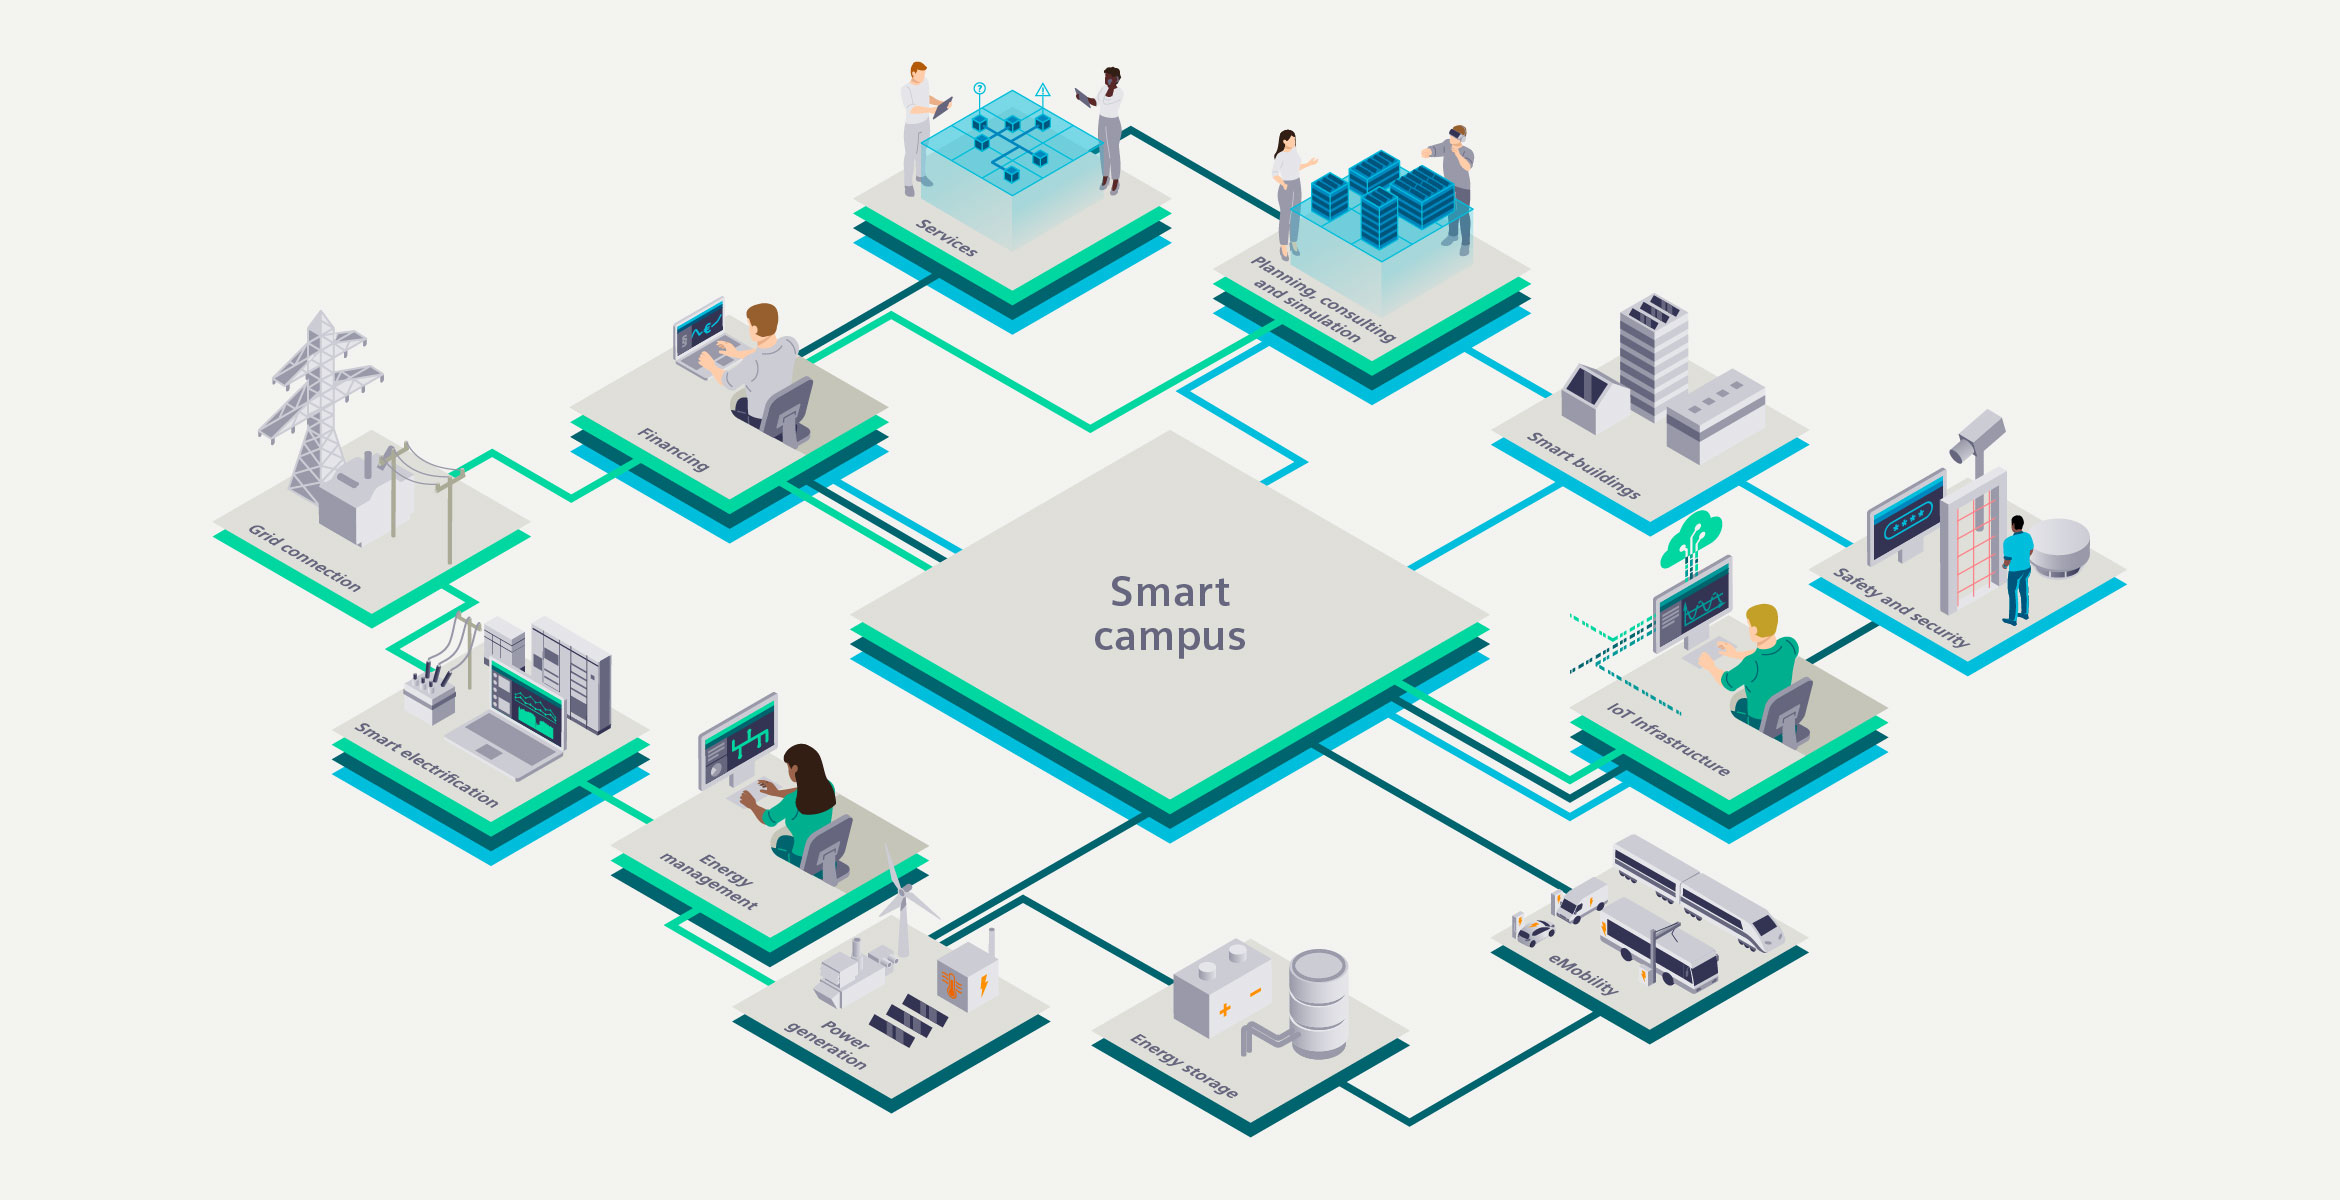 Services
Planning, consulting
and simulation
Financing
Smart buildings
Grid connection
Safety and security
Smart
campus
IoT Infrastructure
Smart electrification
Energy
management
eMobility
Power
generation
Energy storage